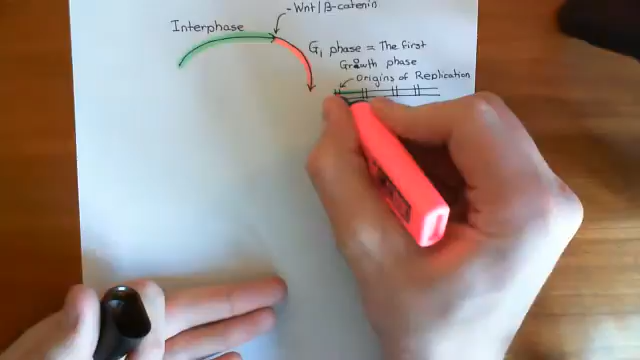 - Wnt/β-catenin
Interphase
G₁ phase = The first
Growth phase
Origins of Replication